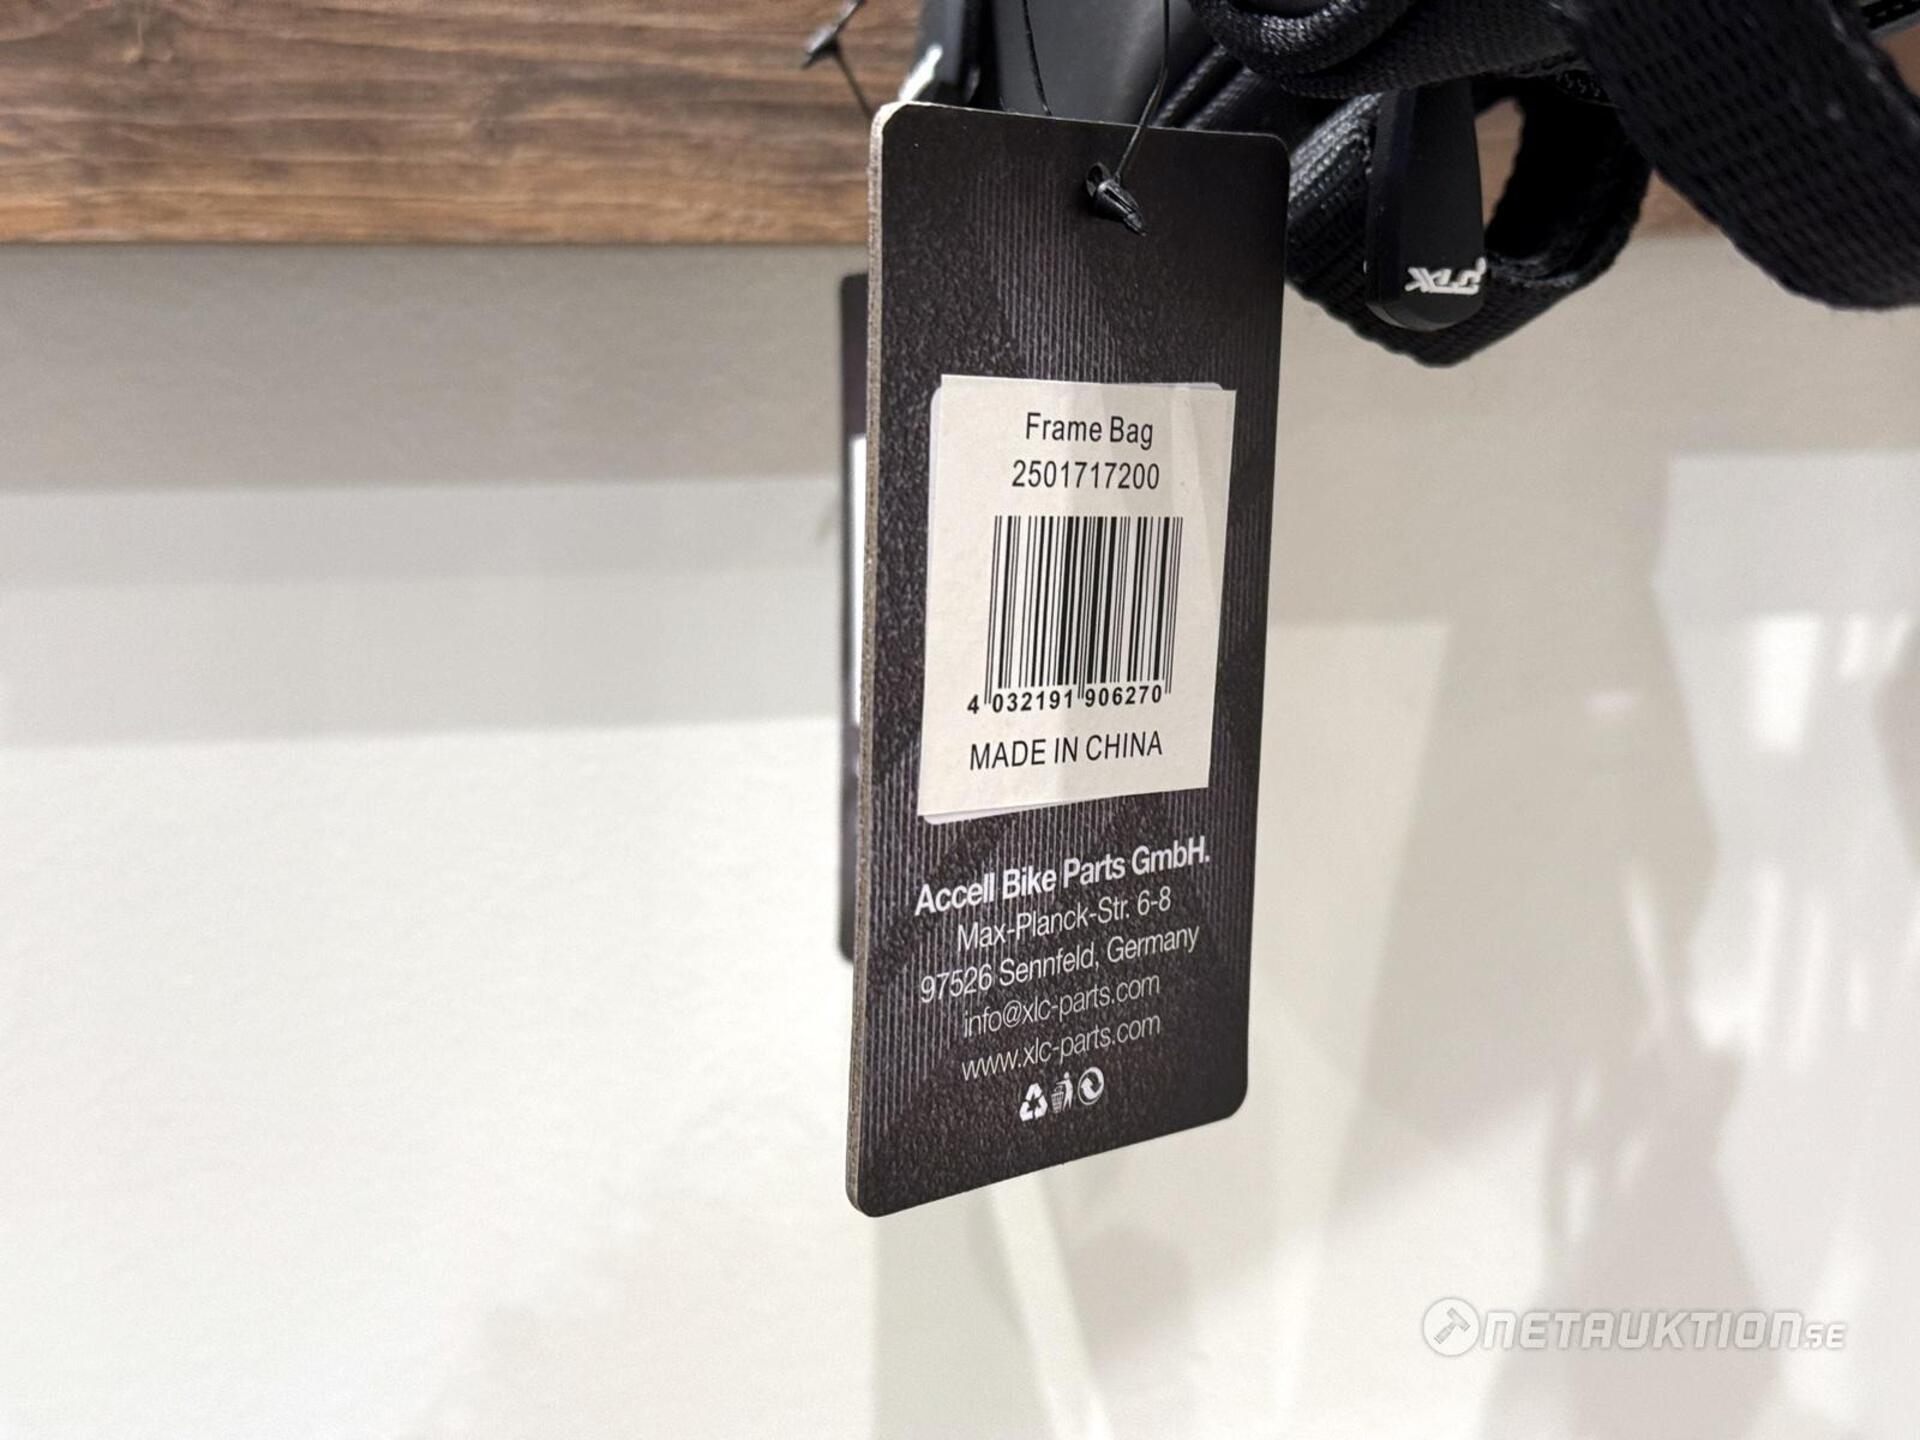 XLC
Frame Bag
2501717200
4 032191 906270
MADE IN CHINA
Accell Bike Parts GmbH.
Max-Planck-Str. 6-8
97526 Sennfeld, Germany
info@xlc-parts.com
www.xlc-parts.com
NETAUKTION.SE